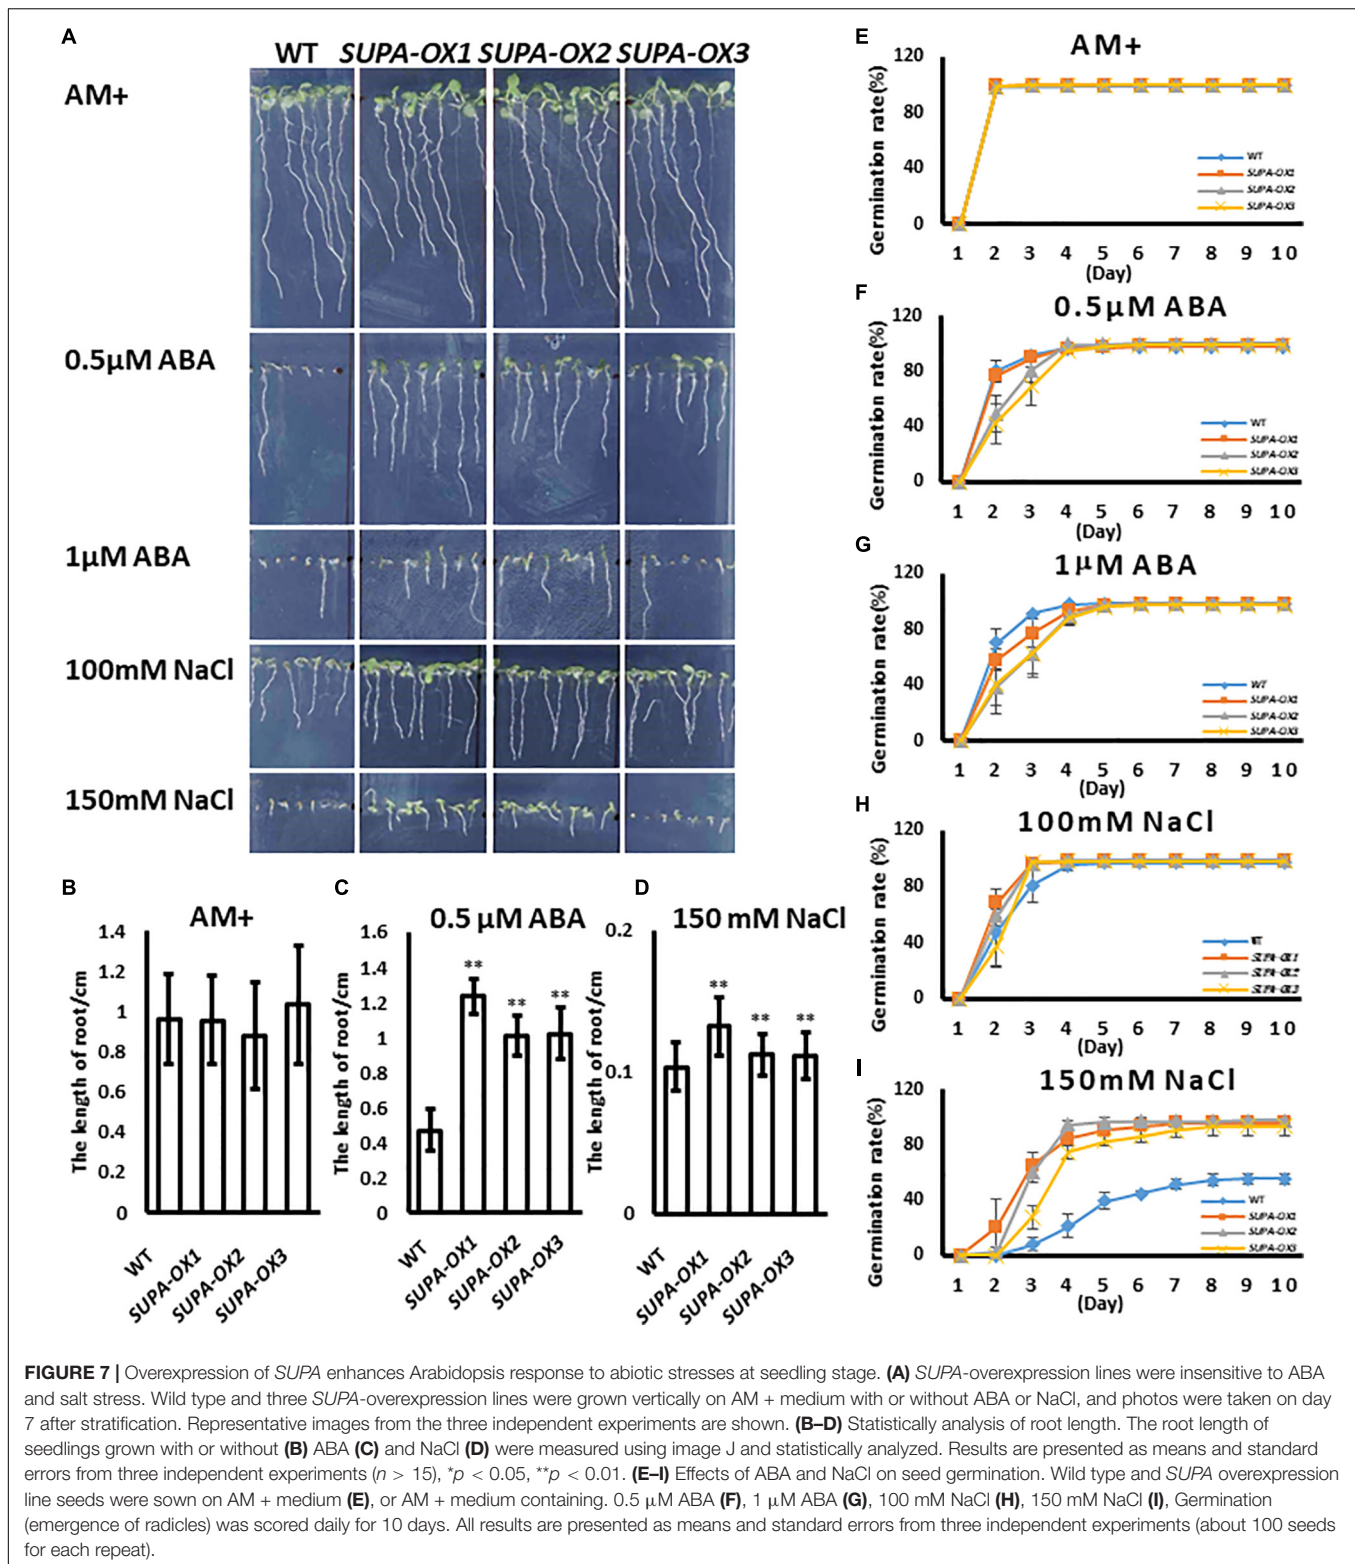 A
WT SUPA-OX1 SUPA-OX2 SUPA-OX3
AM+
0.5µM ABA
1µM ABA
100mM NaCl
150mM NaCl
B
AM+
The length of root/cm
1.4
1.2
1
0.8
0.6
0.4
0.2
0
WT
SUPA-OX1
SUPA-OX2
SUPA-OX3
C
0.5 µM ABA
The length of root/cm
1.6
1.4
1.2
1
0.8
0.6
0.4
0.2
0
**
**
**
WT
SUPA-OX1
SUPA-OX2
SUPA-OX3
D
150 mM NaCl
The length of root/cm
0.2
0.1
0
**
**
**
WT
SUPA-OX1
SUPA-OX2
SUPA-OX3
E
AM+
Germination rate(%)
120
80
40
0
WT
SUPA-OX1
SUPA-OX2
SUPA-OX3
1 2 3 4 5 6 7 8 9 10
(Day)
F
0.5µM ABA
Germination rate(%)
120
80
40
0
WT
SUPA-OX1
SUPA-OX2
SUPA-OX3
1 2 3 4 5 6 7 8 9 10
(Day)
G
1µM ABA
Germination rate(%)
120
80
40
0
WT
SUPA-OX1
SUPA-OX2
SUPA-OX3
1 2 3 4 5 6 7 8 9 10
(Day)
H
100mM NaCl
Germination rate (%)
120
80
40
0
WT
SUPA-OX1
SUPA-OX2
SUPA-OX3
1 2 3 4 5 6 7 8 9 10
(Day)
I
150mM NaCl
Germination rate(%)
120
80
40
0
WT
SUPA-OX1
SUPA-OX2
SUPA-OX3
1 2 3 4 5 6 7 8 9 10
(Day)
FIGURE 7 | Overexpression of SUPA enhances Arabidopsis response to abiotic stresses at seedling stage. (A) SUPA-overexpression lines were insensitive to ABA
and salt stress. Wild type and three SUPA-overexpression lines were grown vertically on AM + medium with or without ABA or NaCl, and photos were taken on day
7 after stratification. Representative images from the three independent experiments are shown. (B–D) Statistically analysis of root length. The root length of
seedlings grown with or without (B) ABA (C) and NaCl (D) were measured using image J and statistically analyzed. Results are presented as means and standard
errors from three independent experiments (n > 15), *p < 0.05, **p < 0.01. (E–I) Effects of ABA and NaCl on seed germination. Wild type and SUPA overexpression
line seeds were sown on AM + medium (E), or AM + medium containing. 0.5 µM ABA (F), 1 µM ABA (G), 100 mM NaCl (H), 150 mM NaCl (I), Germination
(emergence of radicles) was scored daily for 10 days. All results are presented as means and standard errors from three independent experiments (about 100 seeds
for each repeat).